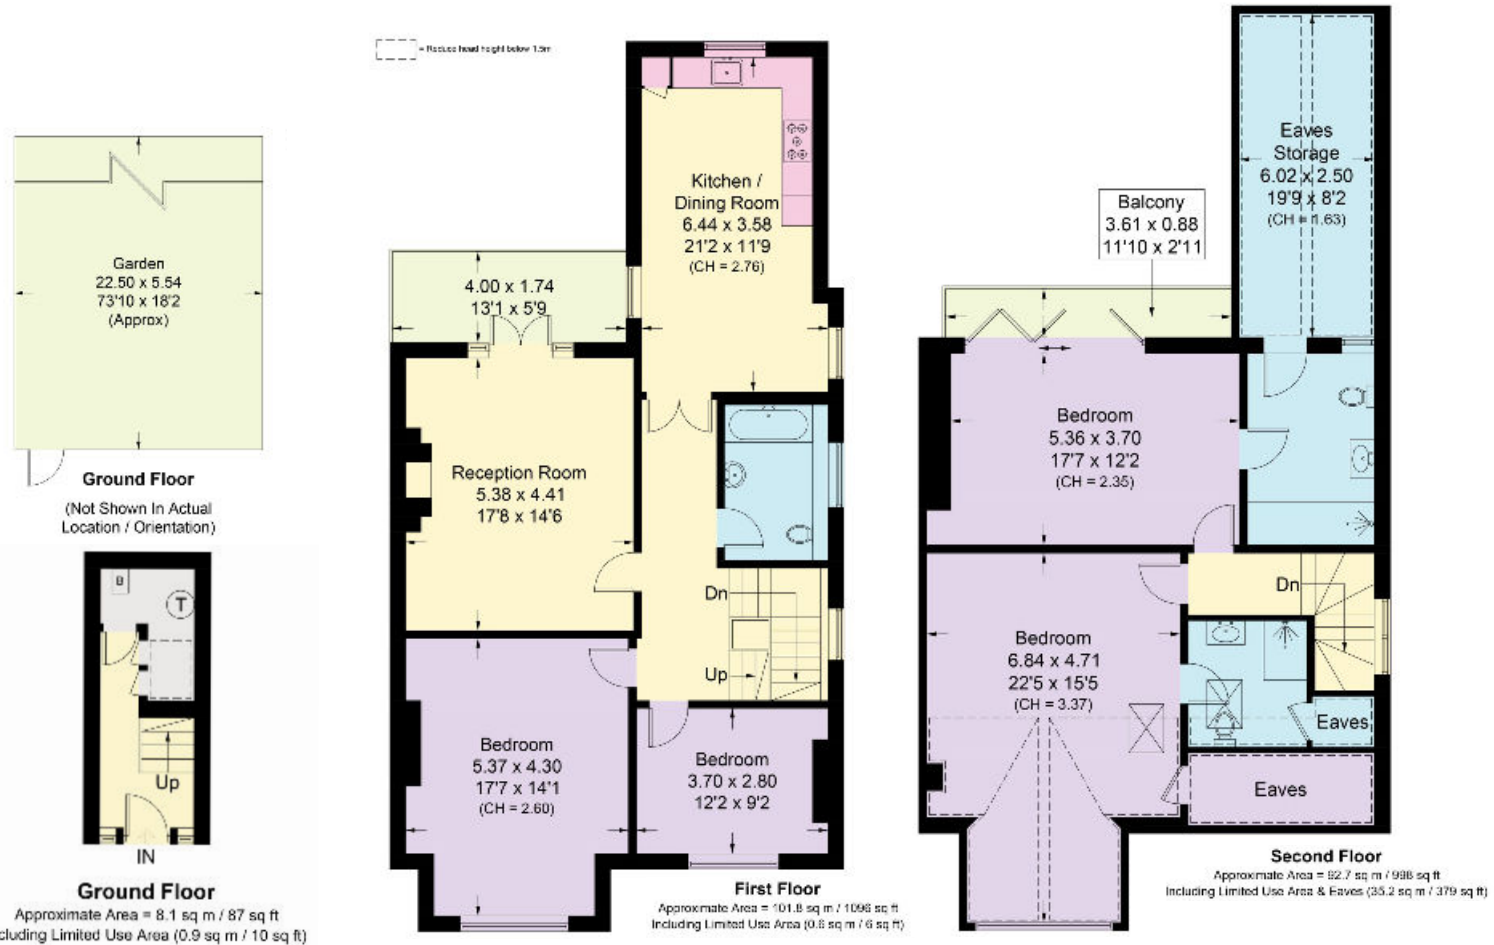 = Reduce head height below 1.5m
Garden
22.50 x 5.54
73'10 x 18'2
(Approx)
Ground Floor
(Not Shown In Actual
Location / Orientation)
B
T
Up
IN
Ground Floor
Approximate Area = 8.1 sq m / 87 sq ft
cluding Limited Use Area (0.9 sq m / 10 sq ft)
Kitchen /
Dining Room
6.44 x 3.58
21'2 x 11'9
(CH = 2.76)
4.00 x 1.74
13'1 x 5'9
Reception Room
5.38 x 4.41
17'8 x 14'6
Dn
Up
Bedroom
5.37 x 4.30
17'7 x 14'1
(CH = 2.60)
Bedroom
3.70 x 2.80
12'2 x 9'2
First Floor
Approximate Area = 101.8 sq m / 1096 sq ft
Including Limited Use Area (0.6 sq m / 6 sq ft)
Eaves
Storage
6.02 x 2.50
19'9 x 8'2
(CH = 1.63)
Balcony
3.61 x 0.88
11'10 x 2'11
Bedroom
5.36 x 3.70
17'7 x 12'2
(CH = 2.35)
Dn
Bedroom
6.84 x 4.71
22'5 x 15'5
(CH = 3.37)
Eaves
Eaves
Second Floor
Approximate Area = 92.7 sq m / 998 sq ft
Including Limited Use Area & Eaves (35.2 sq m / 379 sq ft)